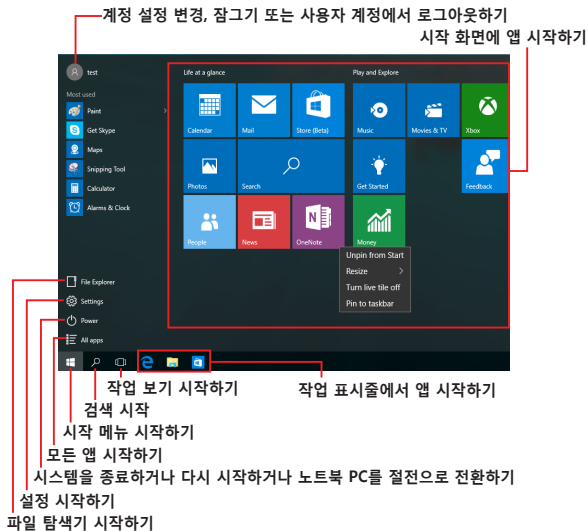 계정 설정 변경, 잠그기 또는 사용자 계정에서 로그아웃하기
시작 화면에 앱 시작하기
test
Life at a glance
Play and Explore
Most used
Paint
Get Skype
Maps
Snipping Tool
Calculator
Alarms & Clock
Calendar
Mail
Store (Beta)
Music
Movies & TV
Xbox
Photos
Search
Get Started
Feedback
People
News
OneNote
Money
Unpin from Start
Resize
Turn live tile off
Pin to taskbar
File Explorer
Settings
Power
All apps
작업 보기 시작하기
작업 표시줄에서 앱 시작하기
검색 시작
시작 메뉴 시작하기
모든 앱 시작하기
시스템을 종료하거나 다시 시작하거나 노트북 PC를 절전으로 전환하기
설정 시작하기
파일 탐색기 시작하기